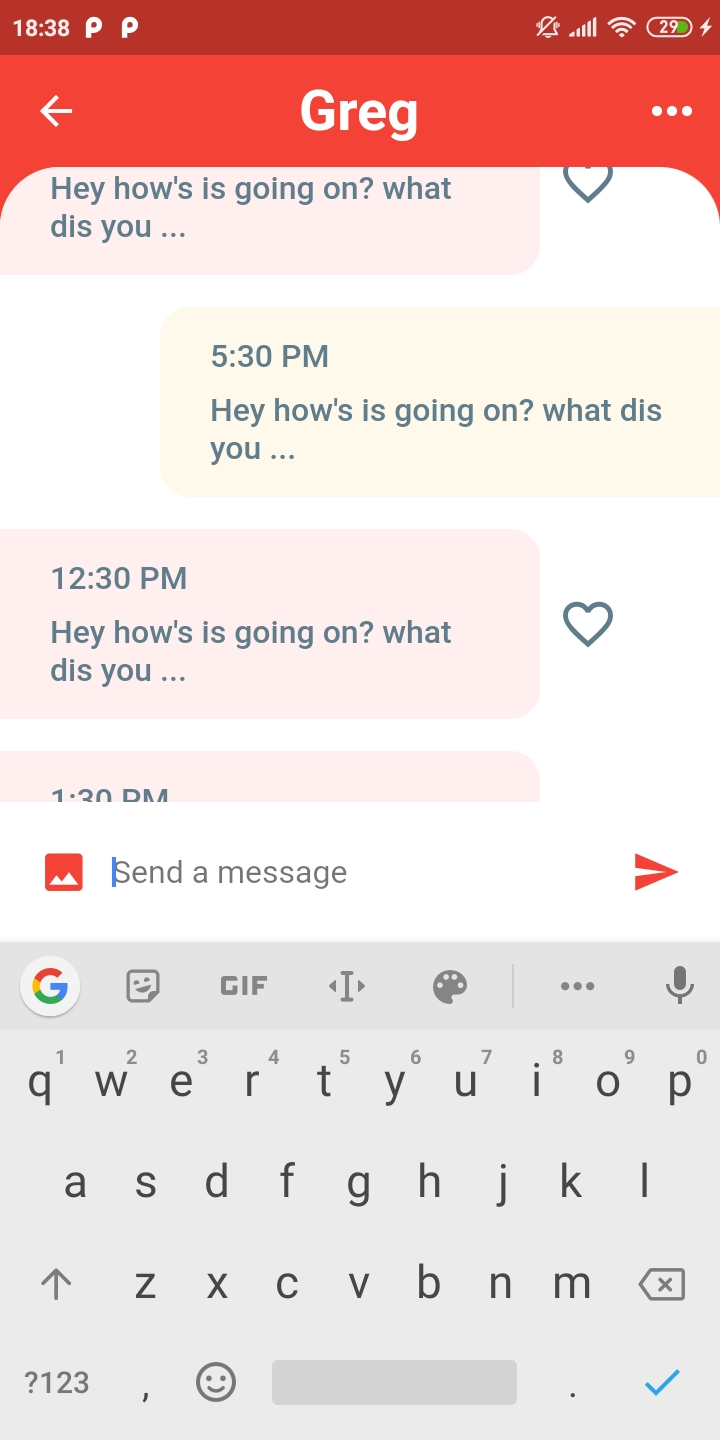 18:38
29
Greg
Hey how's is going on? what
dis you ...
5:30 PM
Hey how's is going on? what dis
you ...
12:30 PM
Hey how's is going on? what
dis you ...
1:30 PM
Send a message
GIF
1 2 3 4 5 6 7 8 9 0
q w e r t y u i o p
a s d f g h j k l
z x c v b n m
?123 , .